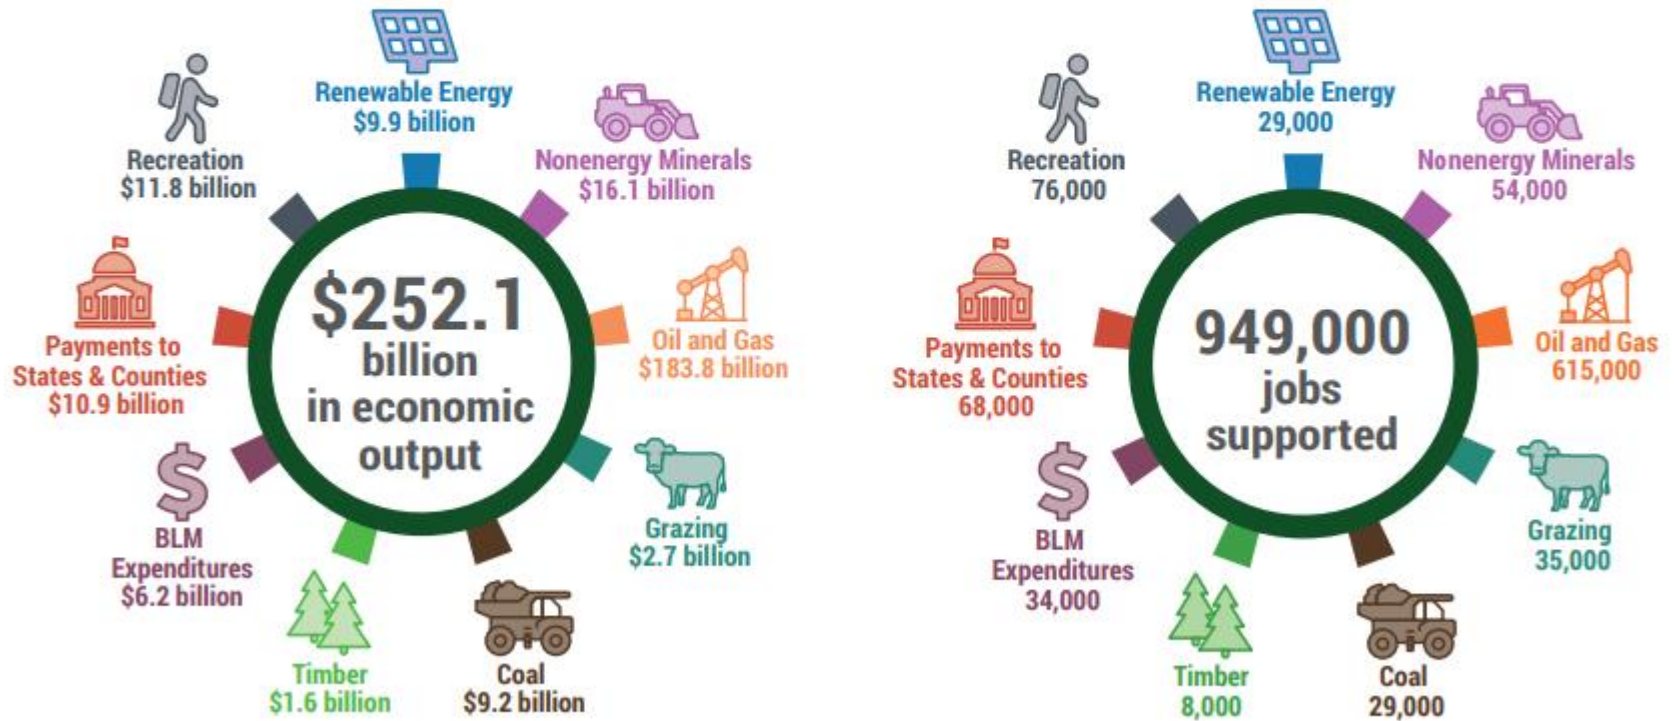 Renewable Energy
$9.9 billion
Nonenergy Minerals
$16.1 billion
Oil and Gas
$183.8 billion
Grazing
$2.7 billion
Coal
$9.2 billion
Timber
$1.6 billion
BLM
Expenditures
$6.2 billion
Payments to
States & Counties
$10.9 billion
Recreation
$11.8 billion
$252.1
billion
in economic
output
Renewable Energy
29,000
Nonenergy Minerals
54,000
Oil and Gas
615,000
Grazing
35,000
Coal
29,000
Timber
8,000
BLM
Expenditures
34,000
Payments to
States & Counties
68,000
Recreation
76,000
949,000
jobs
supported